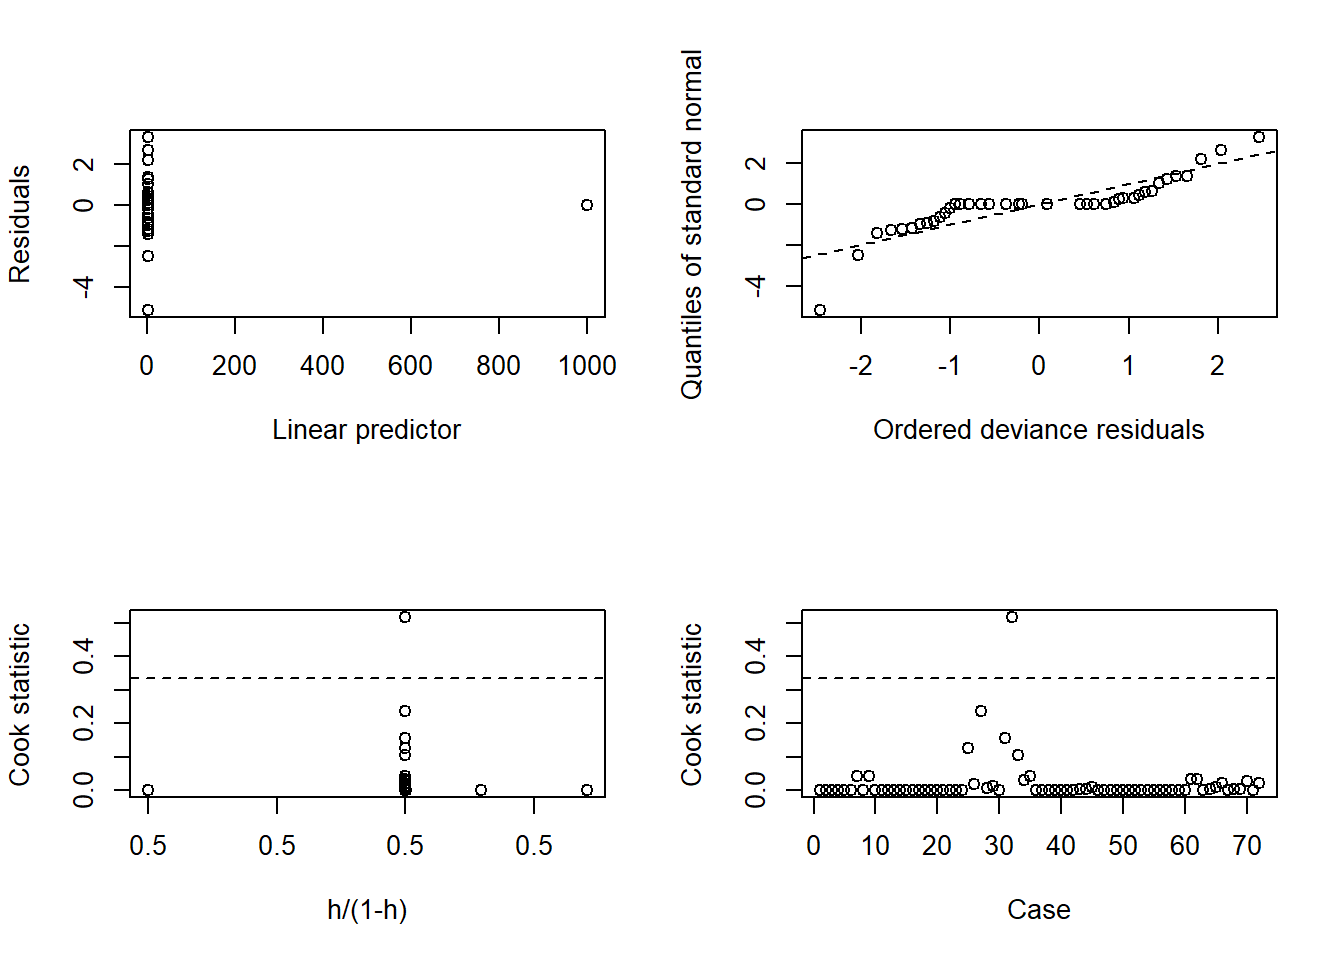 Residuals
2
0
-4
0 200 400 600 800 1000
Linear predictor
Quantiles of standard normal
2
0
-4
-2 -1 0 1 2
Ordered deviance residuals
Cook statistic
0.4
0.2
0.0
0.5 0.5 0.5 0.5
h/(1-h)
Cook statistic
0.4
0.2
0.0
0 10 20 30 40 50 60 70
Case